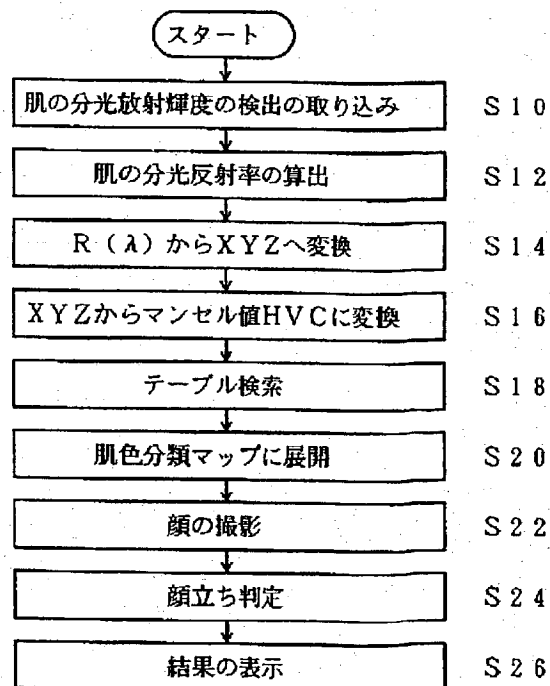 スタート
肌の分光放射輝度の検出の取り込み S10
肌の分光反射率の算出 S12
R(λ)からXYZへ変換 S14
XYZからマンセル値HVCに変換 S16
テーブル検索 S18
肌色分類マップに展開 S20
顔の撮影 S22
顔立ち判定 S24
結果の表示 S26